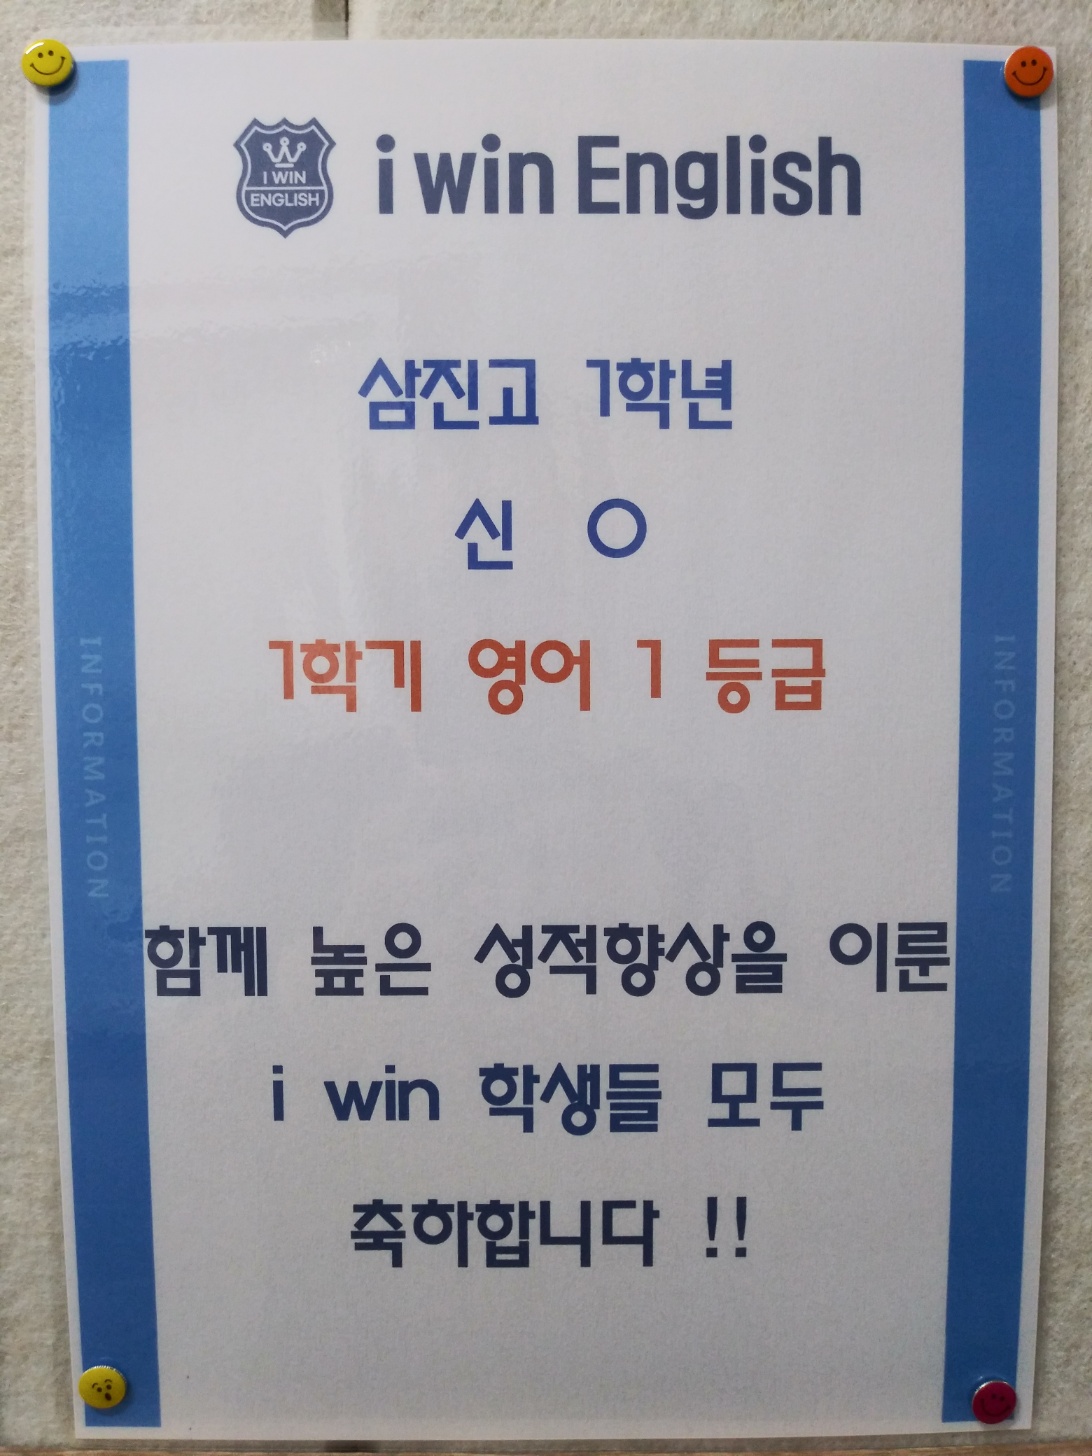 I WIN
ENGLISH
i win English
삼진고 1학년
신 O
1학기 영어 1 등급
INFORMATION
INFORMATION
함께 높은 성적향상을 이룬
i win 학생들 모두
축하합니다 !!